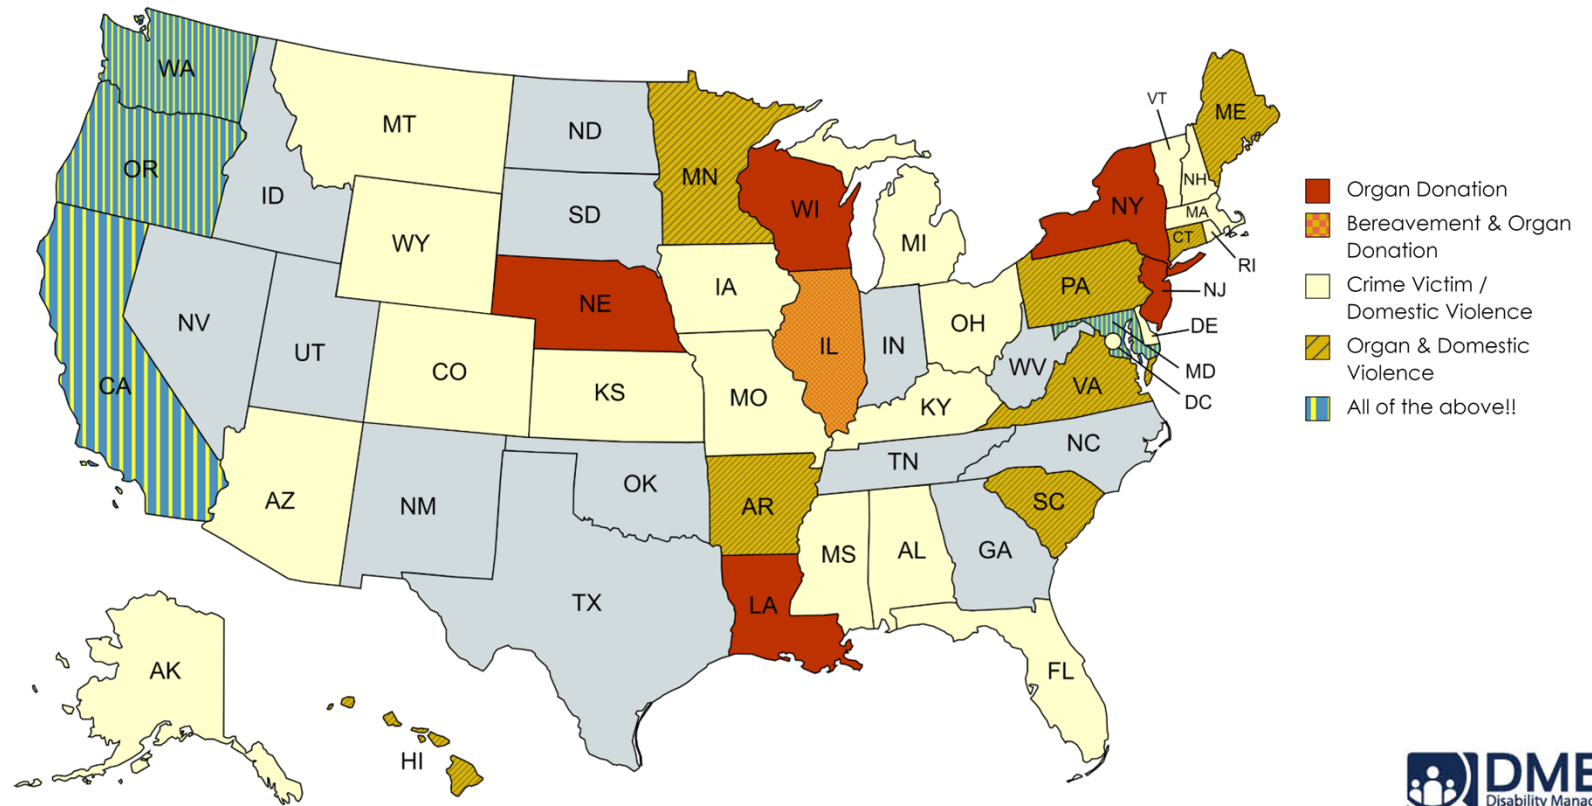 WA
OR
CA
ID
NV
MT
WY
UT
AZ
CO
NM
ND
SD
NE
KS
OK
TX
MN
IA
MO
AR
LA
WI
IL
MI
IN
OH
KY
TN
MS
AL
GA
FL
SC
NC
VA
WV
PA
NY
VT
NH
MA
CT
RI
NJ
DE
MD
DC
ME
AK
HI
Organ Donation
Bereavement & Organ
Donation
Crime Victim /
Domestic Violence
Organ & Domestic
Violence
All of the above!!
DME
Disability Manag